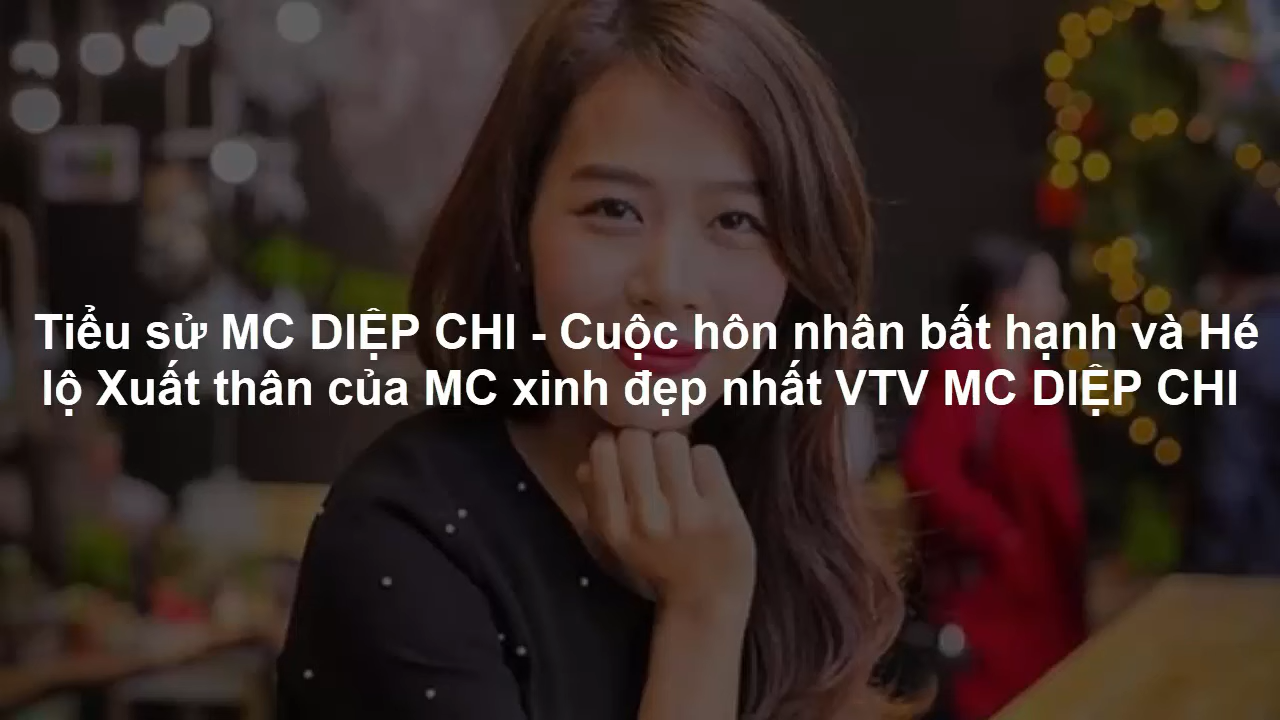 Tiểu sử MC DIỆP CHI - Cuộc hôn nhân bất hạnh và Hé
lộ Xuất thân của MC xinh đẹp nhất VTV MC DIỆP CHI